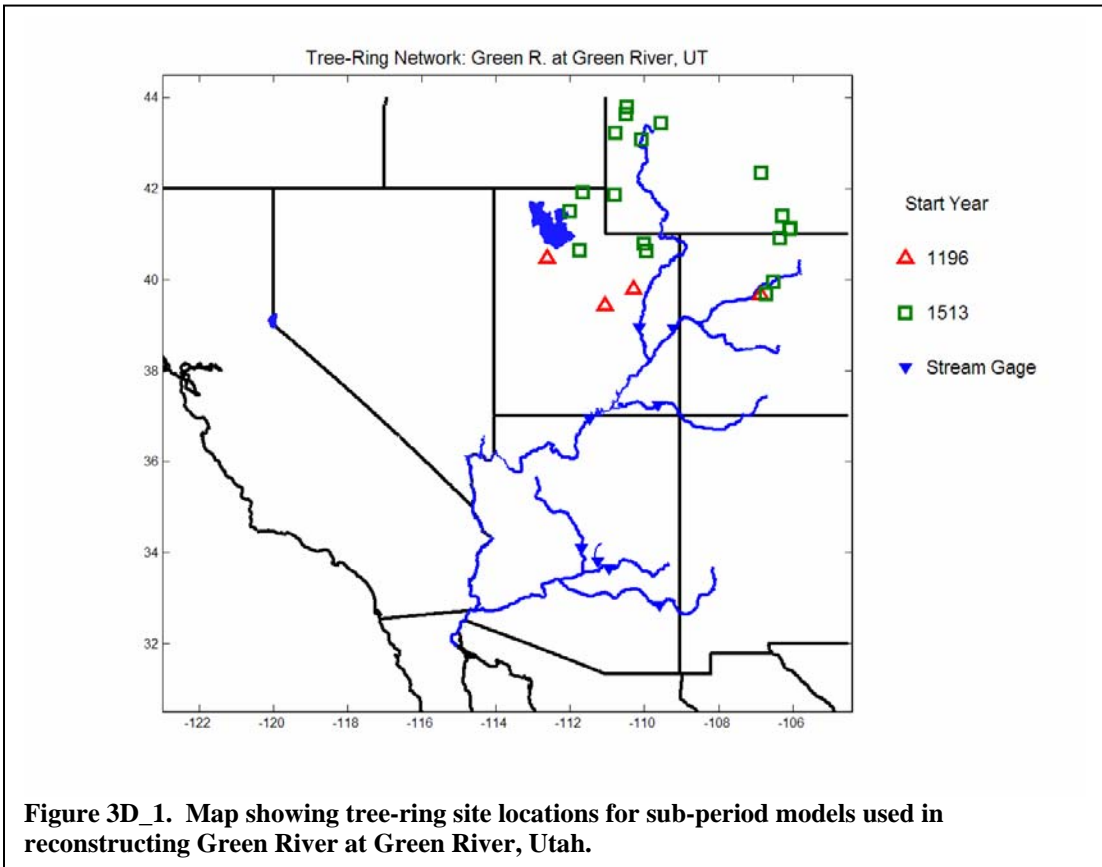 Tree-Ring Network: Green R. at Green River, UT
44
42
40
38
36
34
32
-122 -120 -118 -116 -114 -112 -110 -108 -106
Start Year
1196
1513
Stream Gage
Figure 3D_1. Map showing tree-ring site locations for sub-period models used in
reconstructing Green River at Green River, Utah.